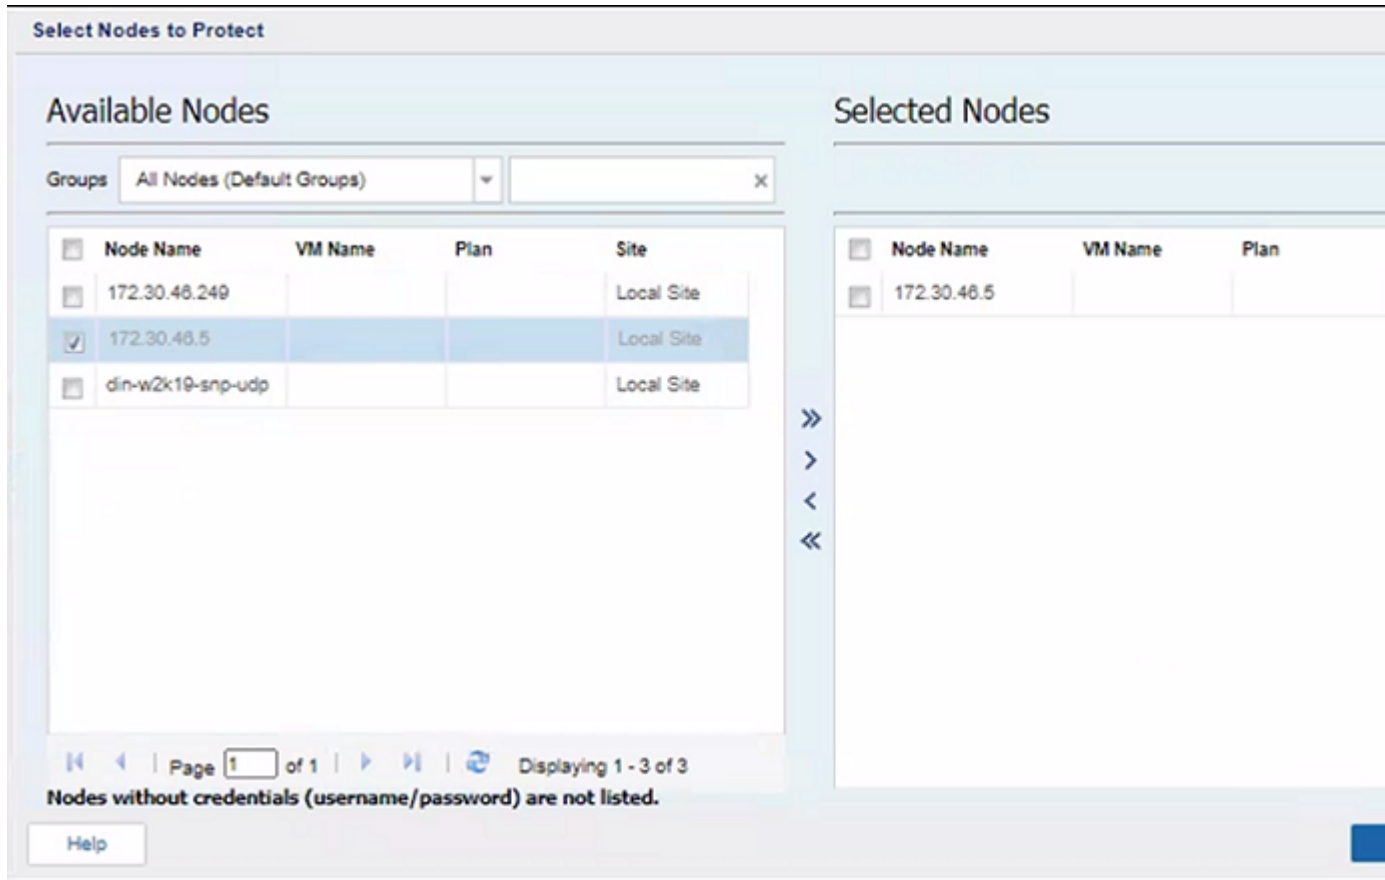 Select Nodes to Protect
Available Nodes
Groups All Nodes (Default Groups)
Node Name VM Name Plan Site
172.30.46.249 Local Site
172.30.46.5 Local Site
din-w2k19-snp-udp Local Site
Page 1 of 1 Displaying 1 - 3 of 3
Nodes without credentials (username/password) are not listed.
Help
Selected Nodes
Node Name VM Name Plan
172.30.46.5